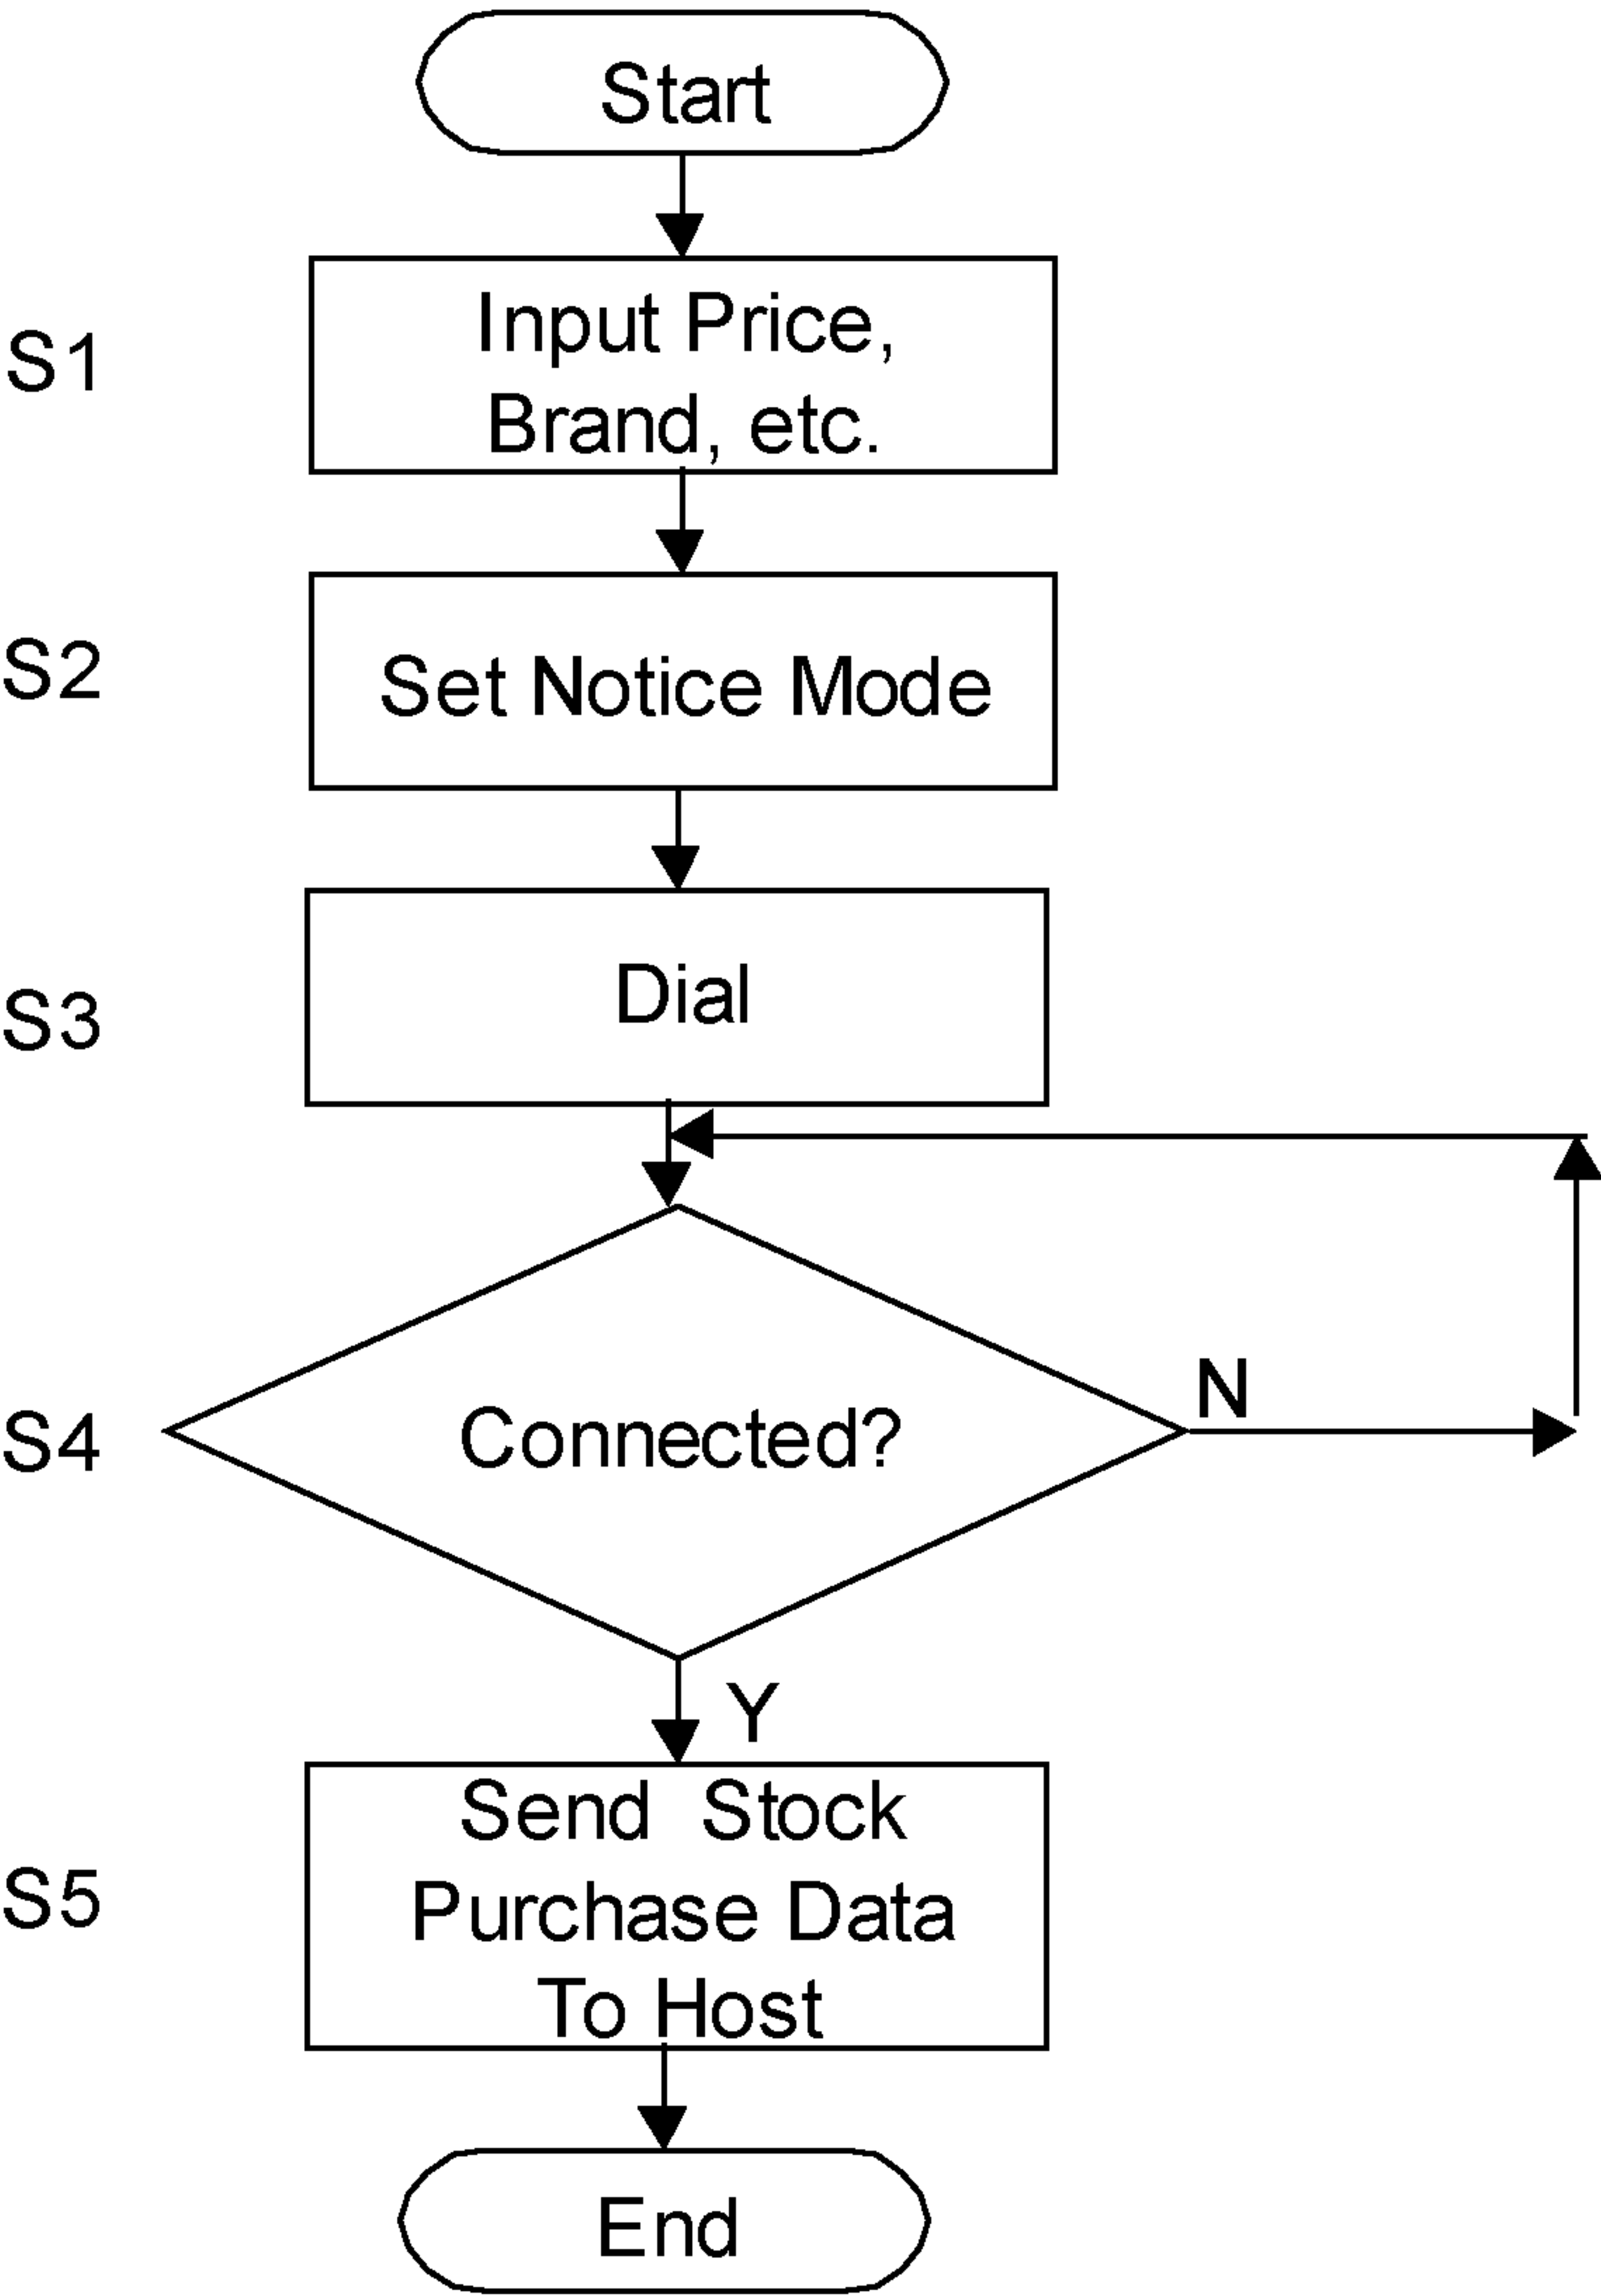 Start
S1
Input Price,
Brand, etc.
S2
Set Notice Mode
S3
Dial
S4
Connected?
N
Y
S5
Send Stock
Purchase Data
To Host
End